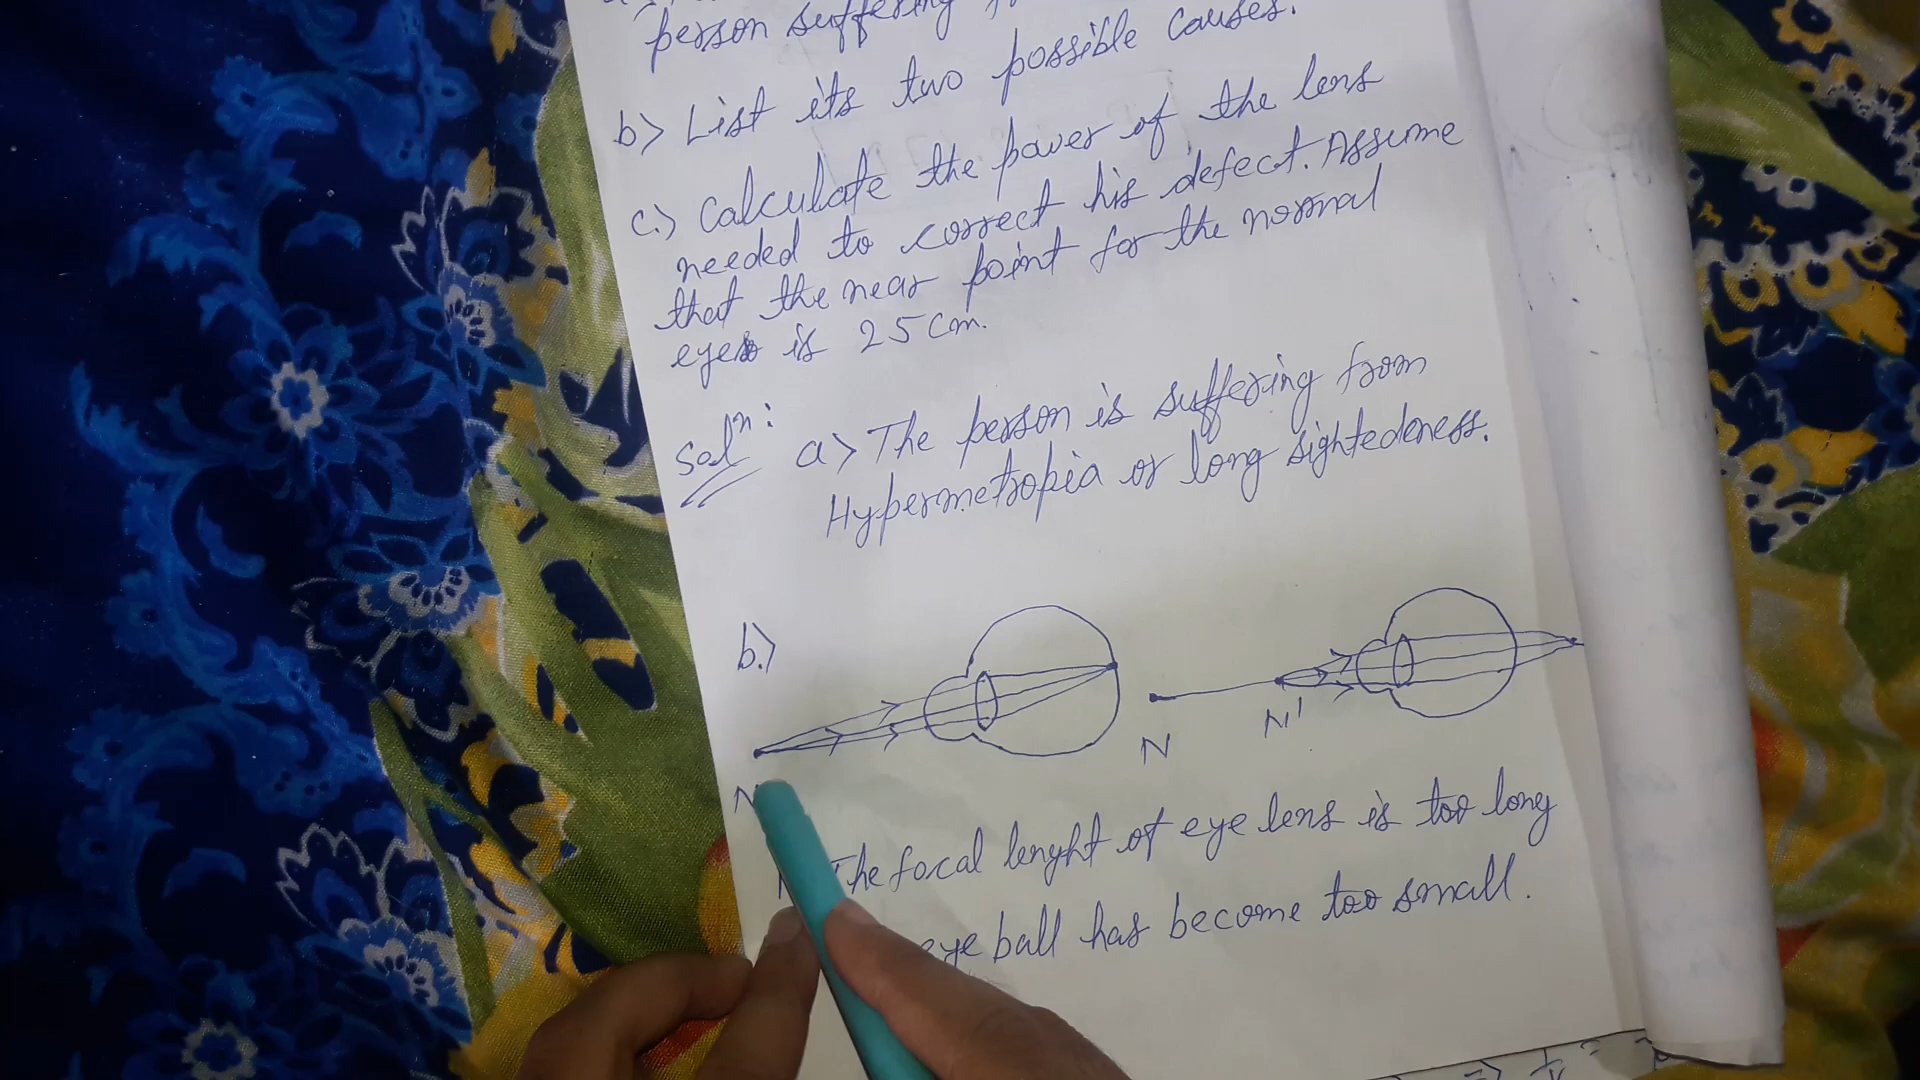 person suffering
b> List its two possible causes.
c.> Calculate the power of the lens
needed to correct his defect. Assume
that the near point for the normal
eyes is 25 cm.
Solⁿ: a> The person is suffering from
Hypermetropia or long sightedeness.
b.>
N
N
N'
The focal lenght of eye lens is too long
eye ball has become too small.